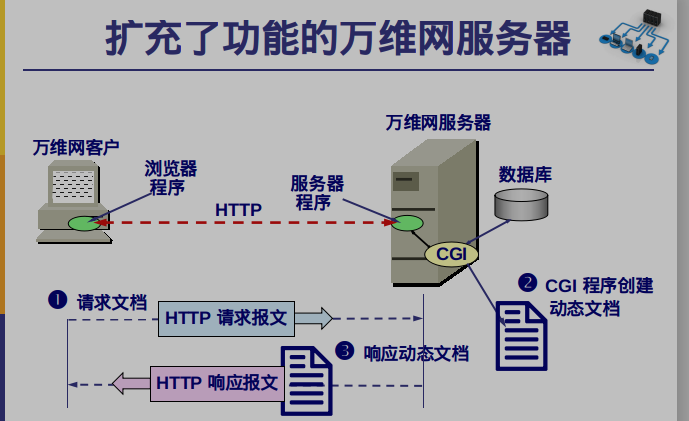 扩充了功能的万维网服务器
万维网服务器
万维网客户
浏览器
程序
服务器
程序
数据库
HTTP
CGI
❶ 请求文档
HTTP 请求报文
❷ CGI 程序创建
动态文档
❸ 响应动态文档
HTTP 响应报文